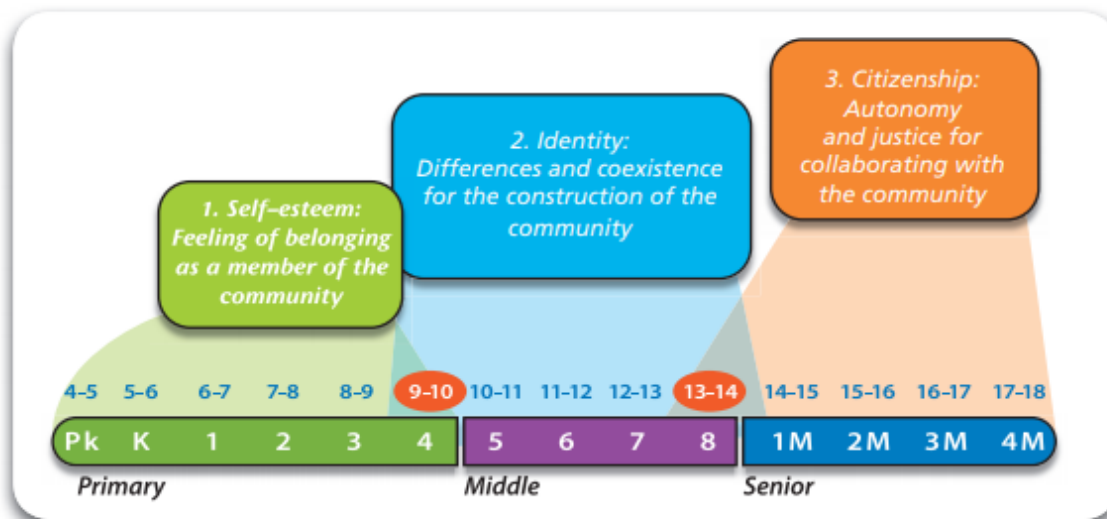 3. Citizenship:
Autonomy
and justice for
collaborating with
the community
2. Identity:
Differences and coexistence
for the construction of the
community
1. Self–esteem:
Feeling of belonging
as a member of the
community
4–5 5–6 6–7 7–8 8–9 9–10 10–11 11–12 12–13 13–14 14–15 15–16 16–17 17–18
Pk K 1 2 3 4 5 6 7 8 1M 2M 3M 4M
Primary Middle Senior